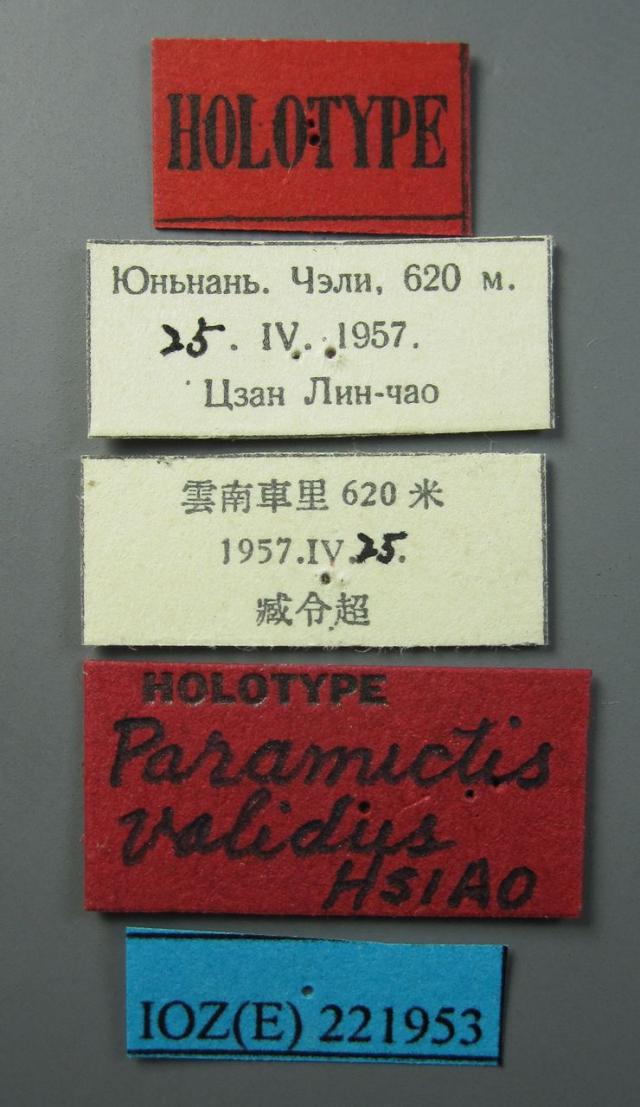 HOLOTYPE
Юньнань. Чэли, 620 м.
25. IV. 1957.
Цзан Лин-чао
雲南車里 620 米
1957.IV.25.
臧令超
HOLOTYPE
Paramictis
validus
HSIAO
IOZ(E) 221953